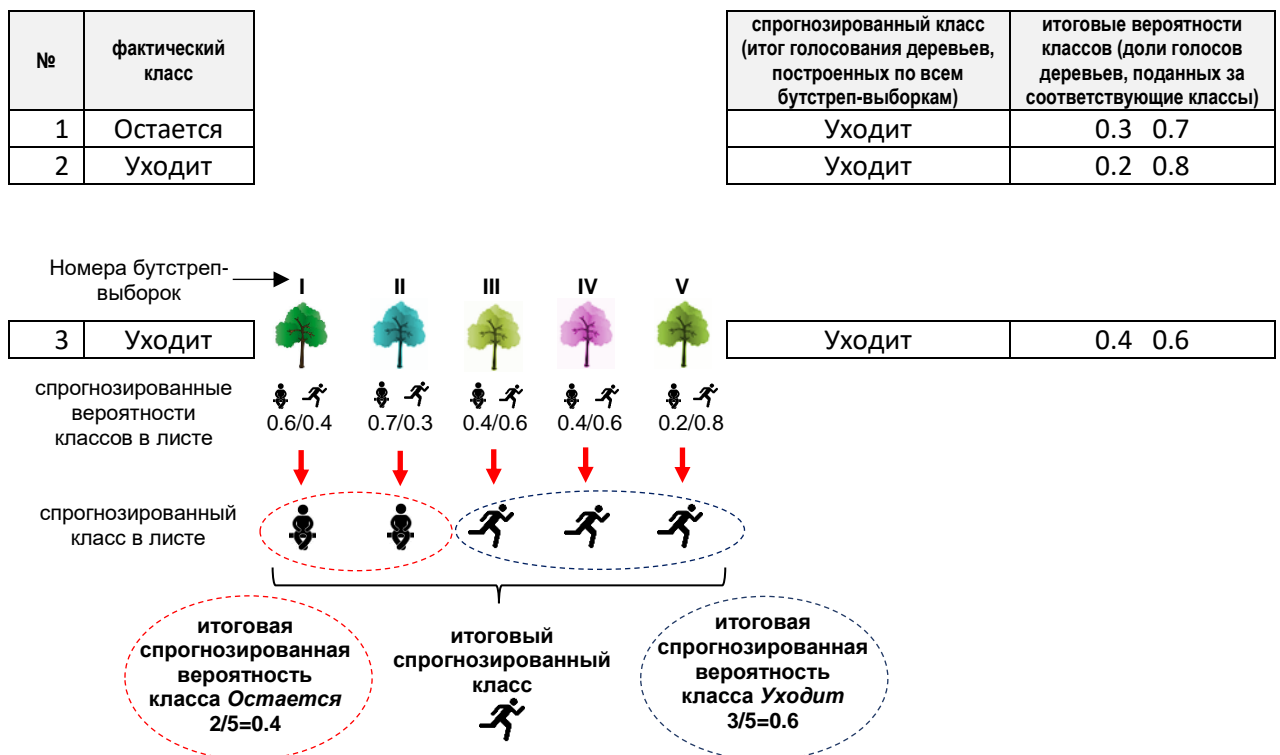 №
фактический
класс
спрогнозированный класс
(итог голосования деревьев,
построенных по всем
бутстреп-выборкам)
итоговые вероятности
классов (доли голосов
деревьев, поданных за
соответствующие классы)
1 Остается Уходит 0.3 0.7
2 Уходит Уходит 0.2 0.8
Номера бутстреп-
выборок
I II III IV V
3 Уходит Уходит 0.4 0.6
спрогнозированные
вероятности
классов в листе
0.6/0.4 0.7/0.3 0.4/0.6 0.4/0.6 0.2/0.8
спрогнозированный
класс в листе
итоговая
спрогнозированная
вероятность
класса Остается
2/5=0.4
итоговый
спрогнозированный
класс
итоговая
спрогнозированная
вероятность
класса Уходит
3/5=0.6